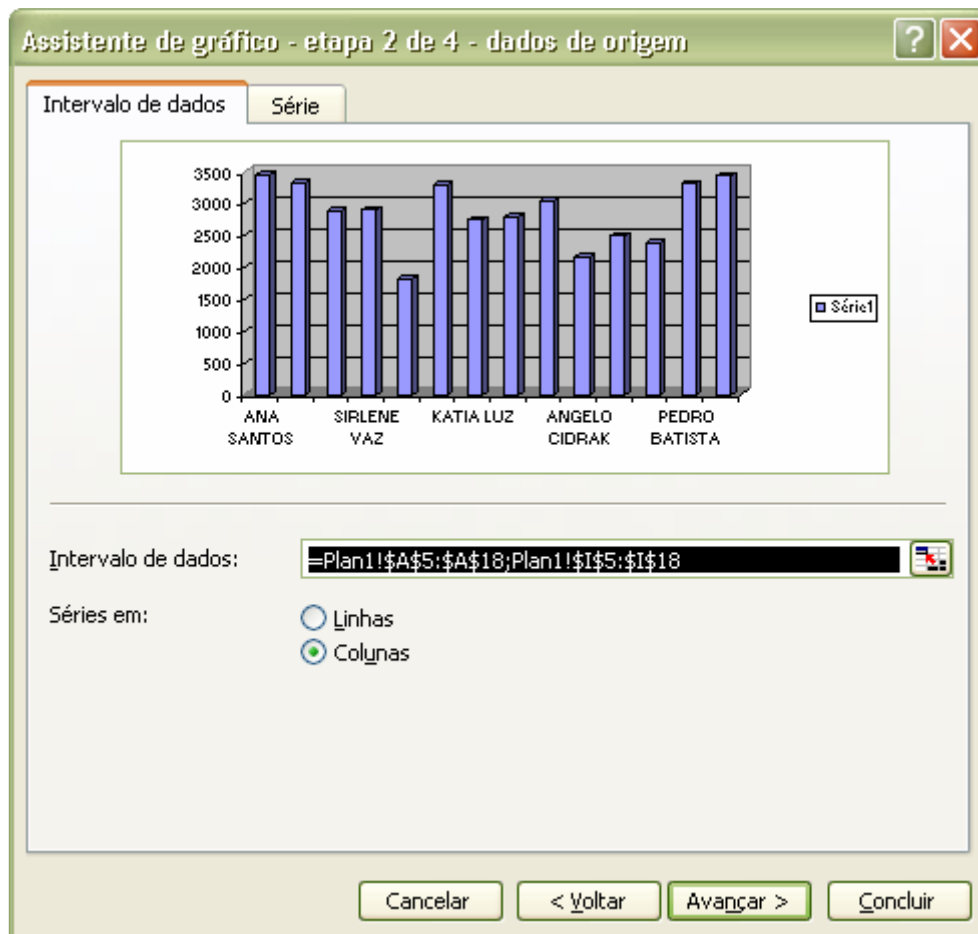 Assistente de gráfico - etapa 2 de 4 - dados de origem
?
Intervalo de dados
Série
3500
3000
2500
2000
1500
1000
500
0
ANA SANTOS
SIRLENE VAZ
KATIA LUZ
ANGELO CIDRAK
PEDRO BATISTA
Série1
Intervalo de dados:
=Plan1!$A$5:$A$18;Plan1!$I$5:$I$18
Séries em:
Linhas
Colunas
Cancelar
< Voltar
Avançar >
Concluir